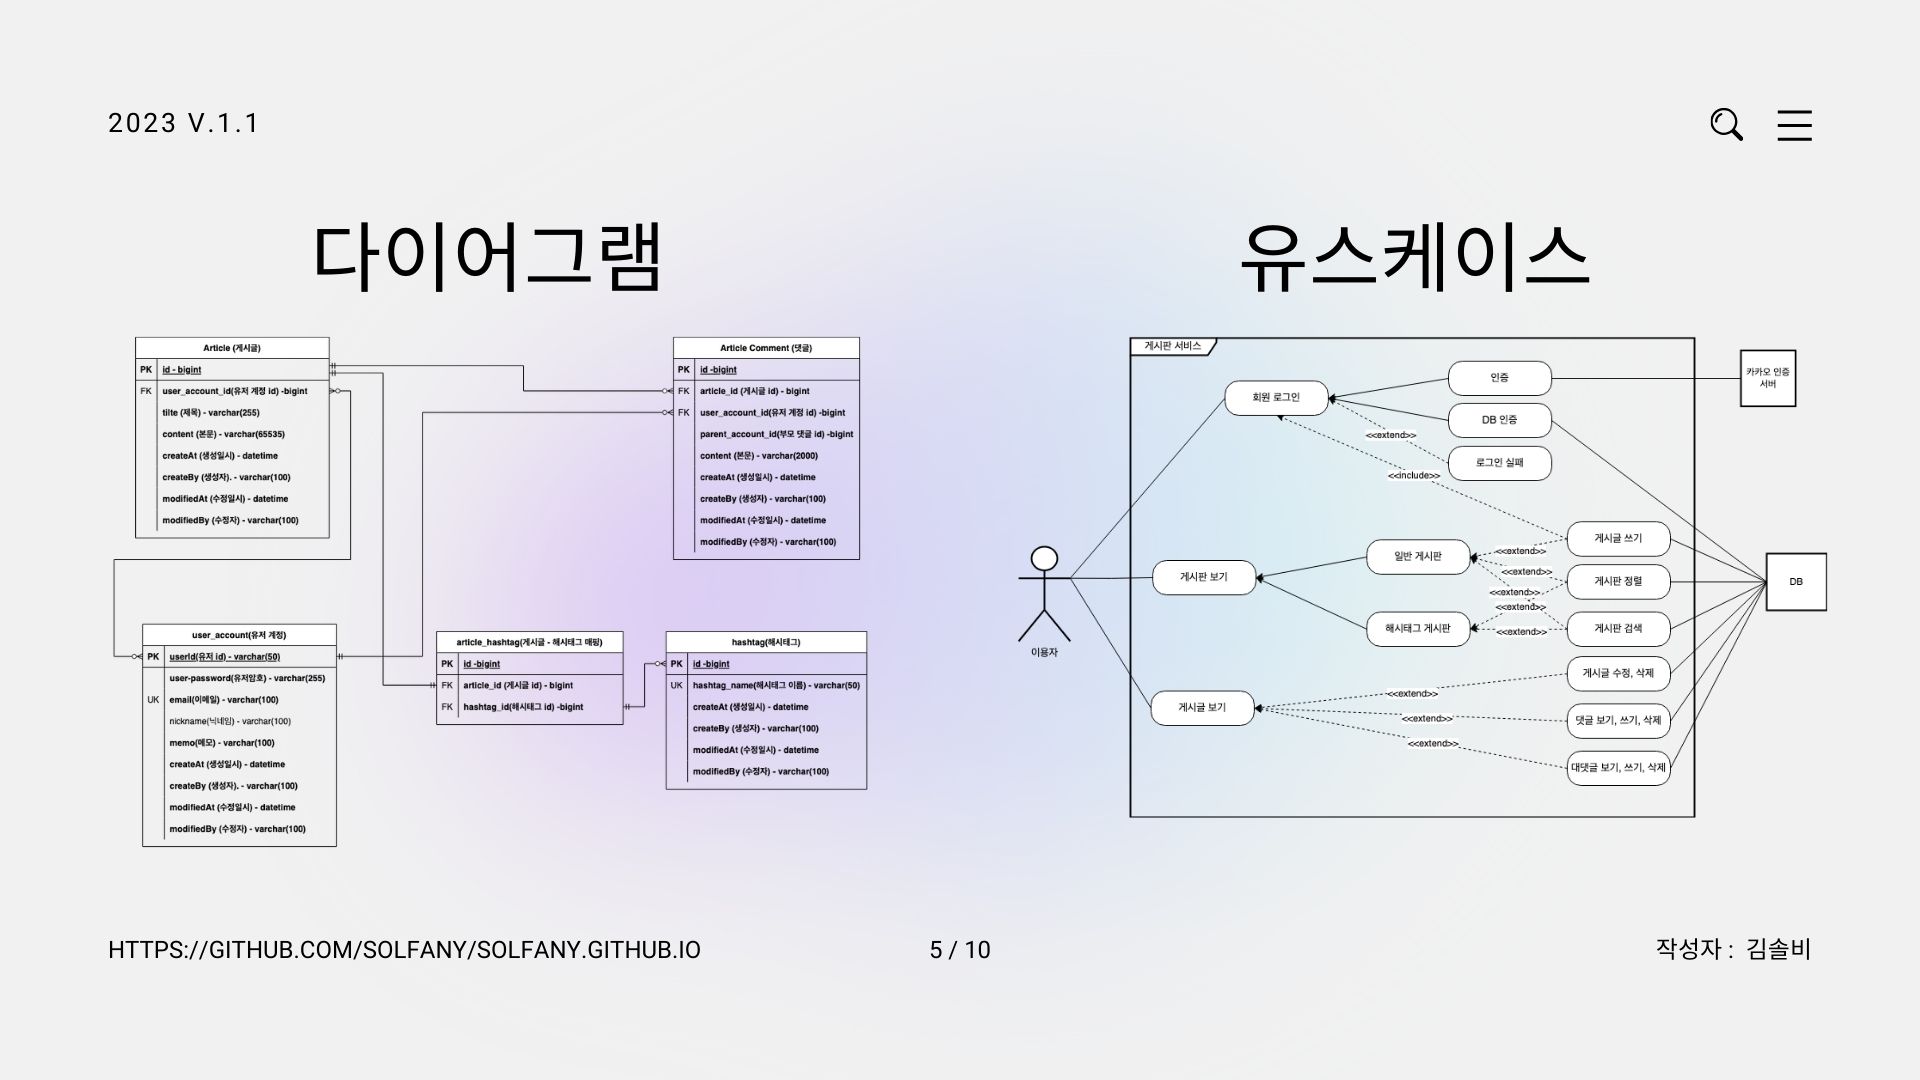 2023 V.1.1
다이어그램
유스케이스
Article (게시글)
PK id - bigint
FK user_account_id(유저 계정 id) -bigint
tilte (제목) - varchar(255)
content (본문) - varchar(65535)
createAt (생성일시) - datetime
createBy (생성자). - varchar(100)
modifiedAt (수정일시) - datetime
modifiedBy (수정자) - varchar(100)
Article Comment (댓글)
PK id -bigint
FK article_id (게시글 id) - bigint
FK user_account_id(유저 계정 id) -bigint
parent_account_id(부모 댓글 id) -bigint
content (본문) - varchar(2000)
createAt (생성일시) - datetime
createBy (생성자) - varchar(100)
modifiedAt (수정일시) - datetime
modifiedBy (수정자) - varchar(100)
user_account(유저 계정)
PK userId(유저 id) - varchar(50)
user-password(유저암호) - varchar(255)
UK email(이메일) - varchar(100)
nickname(닉네임) - varchar(100)
memo(메모) - varchar(100)
createAt (생성일시) - datetime
createBy (생성자). - varchar(100)
modifiedAt (수정일시) - datetime
modifiedBy (수정자) - varchar(100)
article_hashtag(게시글 - 해시태그 매핑)
PK id -bigint
FK article_id (게시글 id) - bigint
FK hashtag_id(해시태그 id) -bigint
hashtag(해시태그)
PK id -bigint
UK hashtag_name(해시태그 이름) - varchar(50)
createAt (생성일시) - datetime
createBy (생성자) - varchar(100)
modifiedAt (수정일시) - datetime
modifiedBy (수정자) - varchar(100)
게시판 서비스
이용자
회원 로그인
인증
DB 인증
로그인 실패
<<extend>>
<<include>>
카카오 인증
서버
게시판 보기
일반 게시판
해시태그 게시판
<<extend>>
<<extend>>
<<extend>>
<<extend>>
<<extend>>
게시글 쓰기
게시판 정렬
게시판 검색
DB
게시글 보기
<<extend>>
<<extend>>
<<extend>>
게시글 수정, 삭제
댓글 보기, 쓰기, 삭제
대댓글 보기, 쓰기, 삭제
HTTPS://GITHUB.COM/SOLFANY/SOLFANY.GITHUB.IO
5 / 10
작성자 : 김솔비